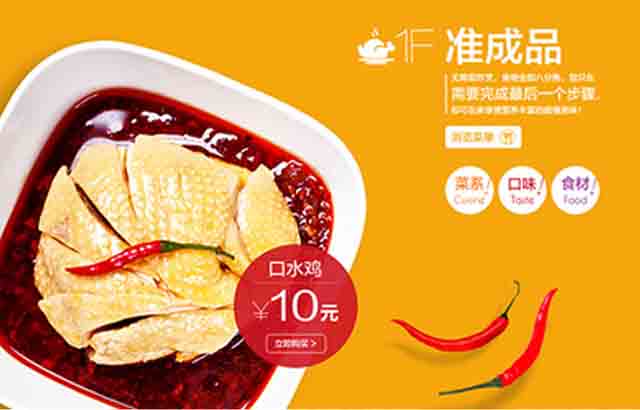 1F 准成品
需要完成最后一个步骤,
浏览菜单
菜系!
Cuisine
口味!
Taste
食材!
Food
口水鸡
¥10元
立即购买 >